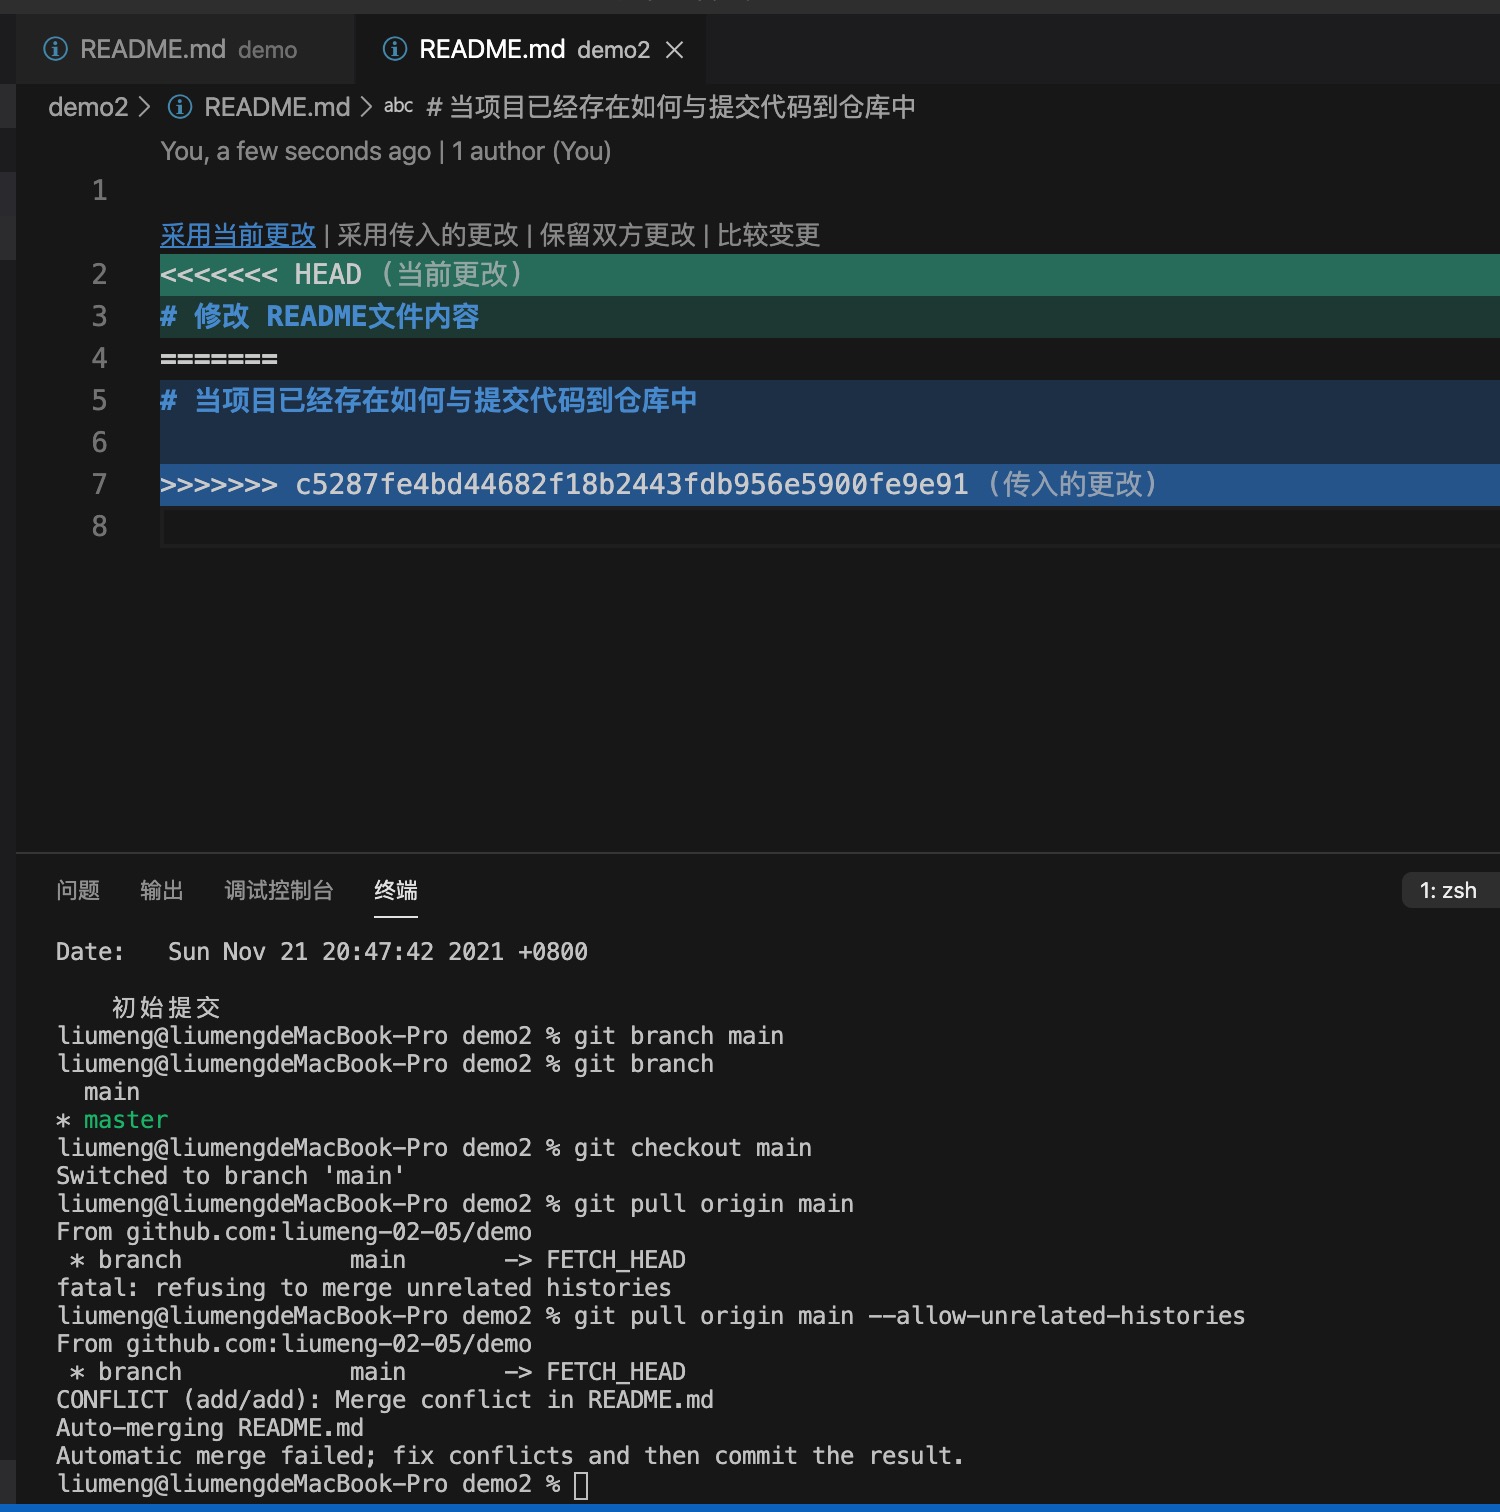 README.md demo README.md demo2
demo2 > README.md > abc # 当项目已经存在如何与提交代码到仓库中
You, a few seconds ago | 1 author (You)
1
采用当前更改 | 采用传入的更改 | 保留双方更改 | 比较变更
2 <<<<<<< HEAD (当前更改)
3 # 修改 README文件内容
4 =======
5 # 当项目已经存在如何与提交代码到仓库中
6
7 >>>>>>> c5287fe4bd44682f18b2443fdb956e5900fe9e91 (传入的更改)
8
问题 输出 调试控制台 终端 1: zsh
Date:   Sun Nov 21 20:47:42 2021 +0800
初始提交
liumeng@liumengdeMacBook-Pro demo2 % git branch main
liumeng@liumengdeMacBook-Pro demo2 % git branch
main
* master
liumeng@liumengdeMacBook-Pro demo2 % git checkout main
Switched to branch 'main'
liumeng@liumengdeMacBook-Pro demo2 % git pull origin main
From github.com:liumeng-02-05/demo
* branch            main       -> FETCH_HEAD
fatal: refusing to merge unrelated histories
liumeng@liumengdeMacBook-Pro demo2 % git pull origin main --allow-unrelated-histories
From github.com:liumeng-02-05/demo
* branch            main       -> FETCH_HEAD
CONFLICT (add/add): Merge conflict in README.md
Auto-merging README.md
Automatic merge failed; fix conflicts and then commit the result.
liumeng@liumengdeMacBook-Pro demo2 %